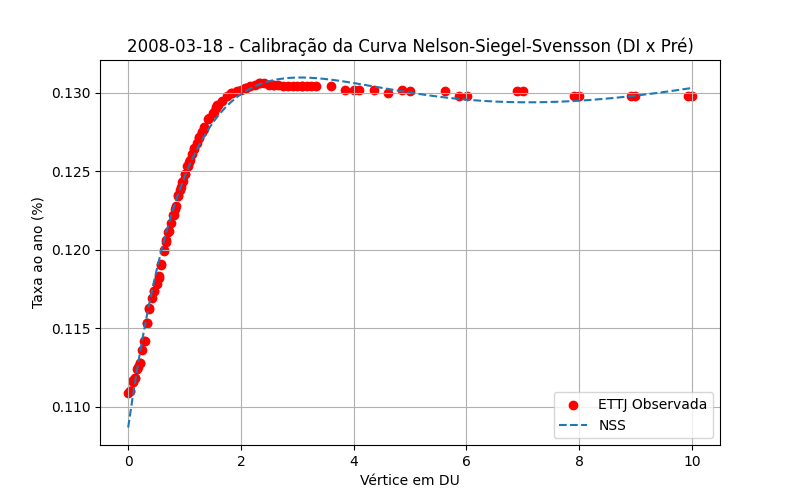 2008-03-18 - Calibração da Curva Nelson-Siegel-Svensson (DI x Pré)
Taxa ao ano (%)
0.130
0.125
0.120
0.115
0.110
0 2 4 6 8 10
Vértice em DU
ETTJ Observada
NSS